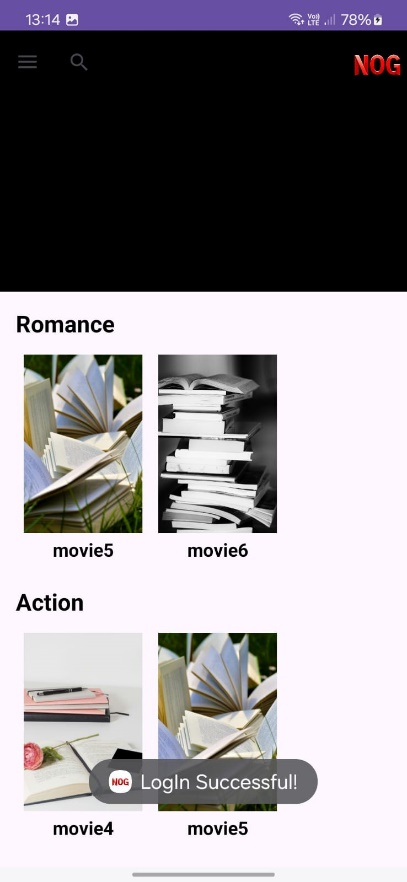 13:14
Vo)) LTE 78%
NOG
Romance
movie5 movie6
Action
NOG LogIn Successful!
movie4 movie5